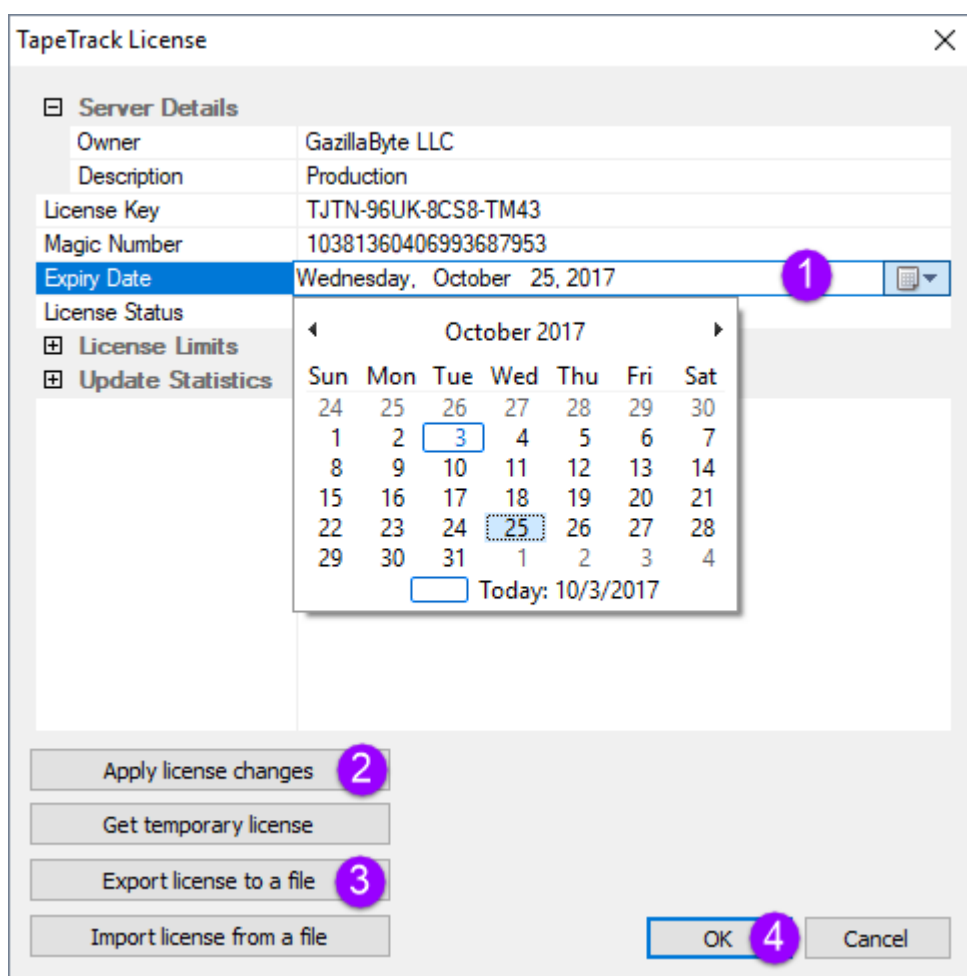 TapeTrack License
Server Details
Owner GazillaByte LLC
Description Production
License Key TJTN-96UK-8CS8-TM43
Magic Number 10381360406993687953
Expiry Date Wednesday, October 25, 2017 1
License Status
License Limits
Update Statistics
October 2017
Sun Mon Tue Wed Thu Fri Sat
24 25 26 27 28 29 30
1 2 3 4 5 6 7
8 9 10 11 12 13 14
15 16 17 18 19 20 21
22 23 24 25 26 27 28
29 30 31 1 2 3 4
Today: 10/3/2017
Apply license changes 2
Get temporary license
Export license to a file 3
Import license from a file
OK 4 Cancel